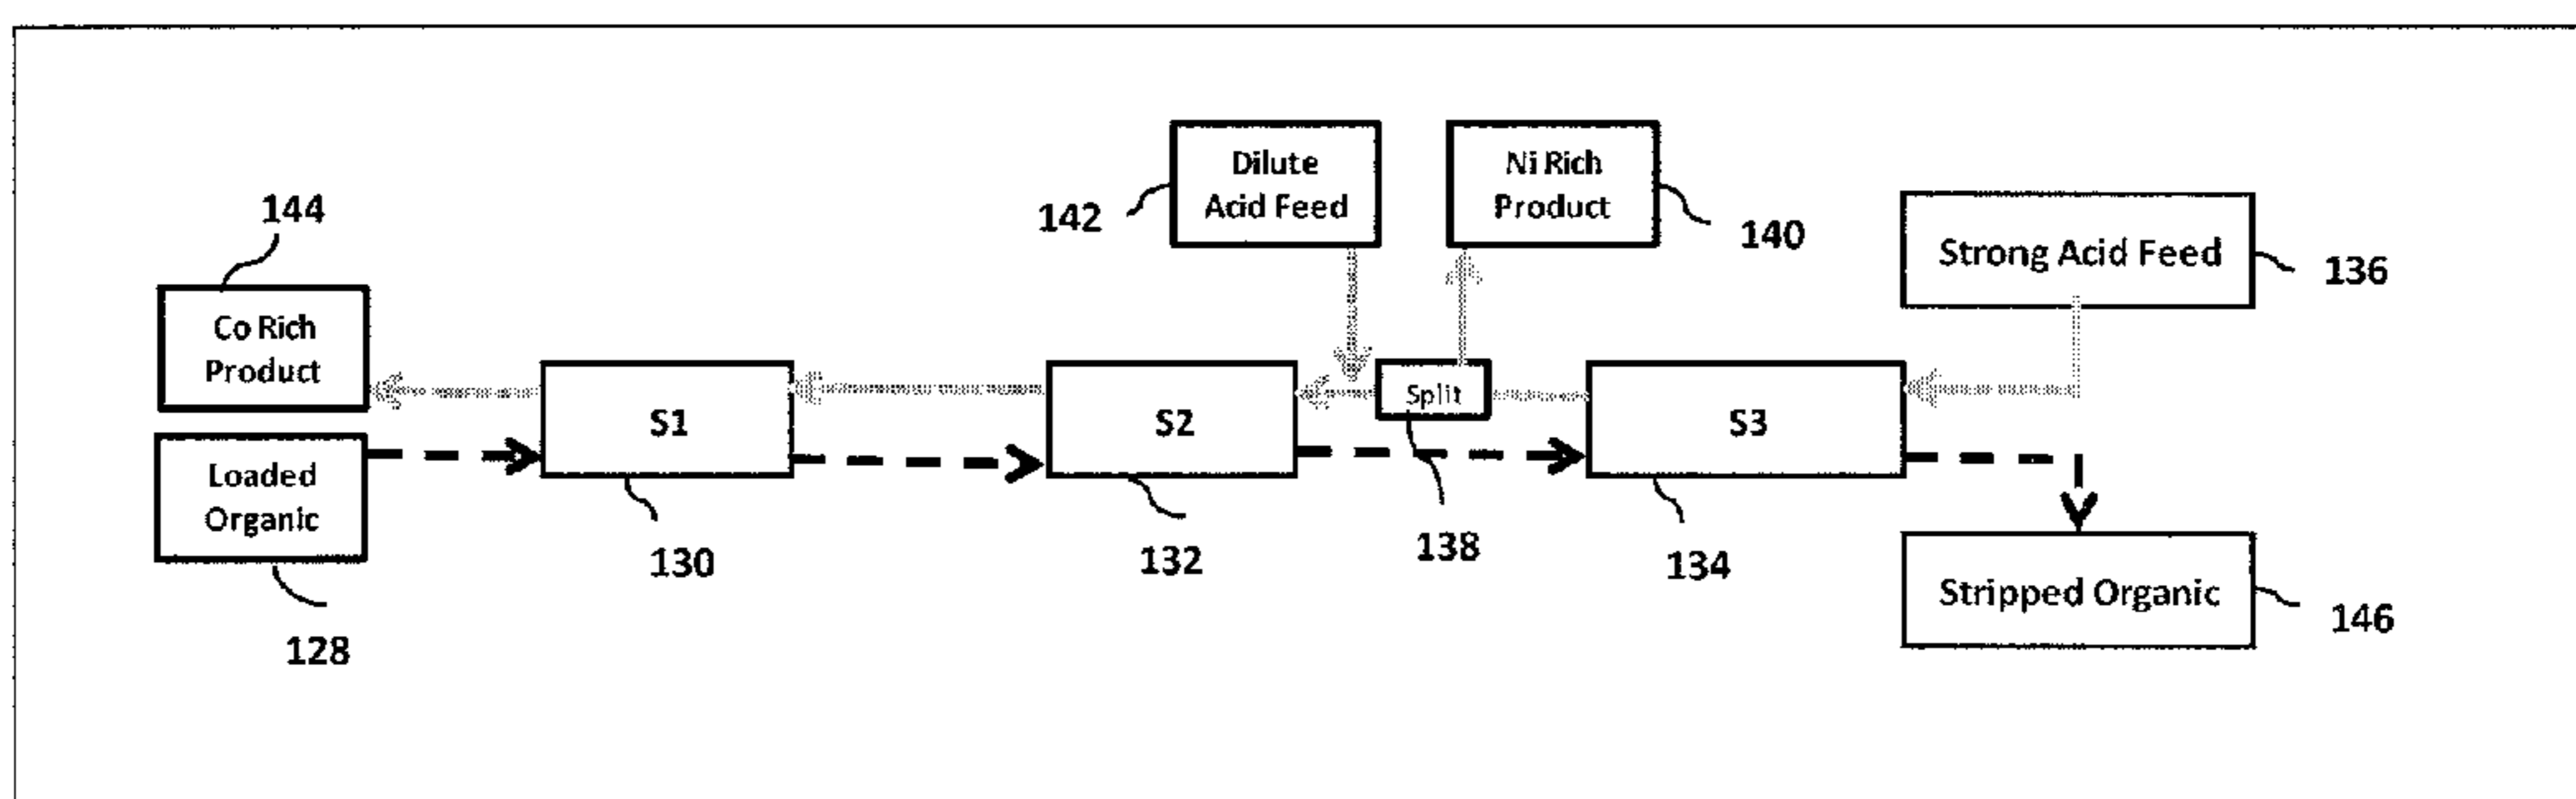 Dilute
Acid Feed
142
Ni Rich
Product
140
144
Strong Acid Feed
136
Co Rich
Product
S1
S2
Split
S3
Loaded
Organic
130
132
138
134
Stripped Organic
146
128